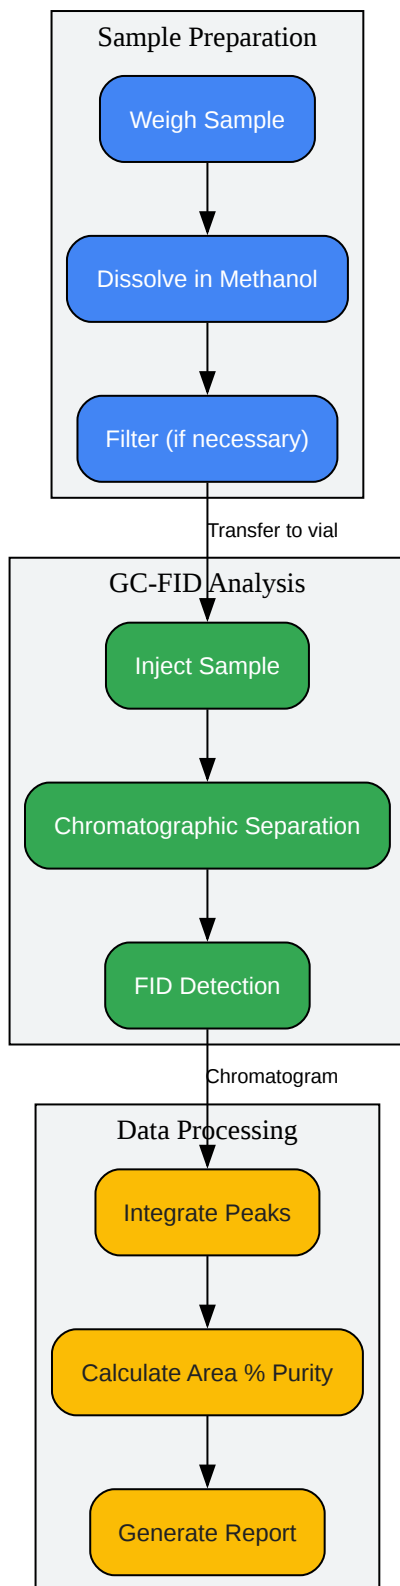 Sample Preparation
Weigh Sample
Dissolve in Methanol
Filter (if necessary)
Transfer to vial
GC-FID Analysis
Inject Sample
Chromatographic Separation
FID Detection
Chromatogram
Data Processing
Integrate Peaks
Calculate Area % Purity
Generate Report